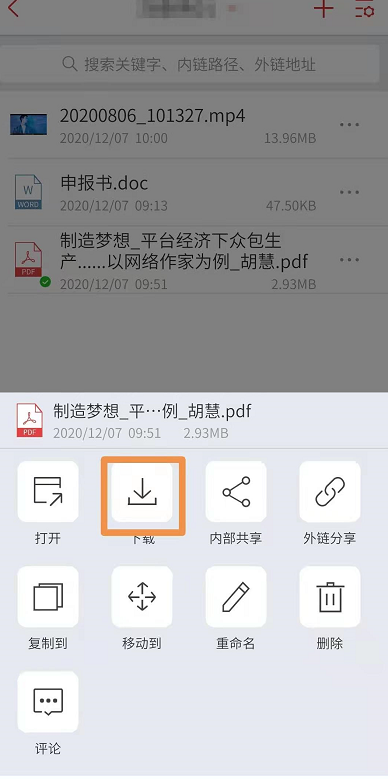 搜索关键字、内链路径、外链地址
20200806_101327.mp4
2020/12/07 10:00 13.96MB
W
WORD
申报书.doc
2020/12/07 09:13 47.50KB
制造梦想_平台经济下众包生
产......以网络作家为例_胡慧.pdf
PDF
2020/12/07 09:51 2.93MB
制造梦想_平···例_胡慧.pdf
PDF
2020/12/07 09:51 2.93MB
打开 下载 内部共享 外链分享
复制到 移动到 重命名 删除
评论